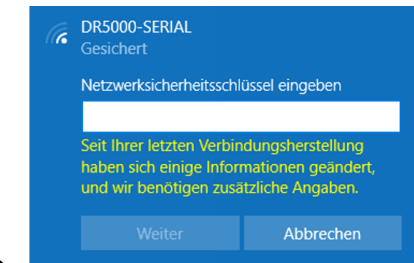 DR5000-SERIAL
Gesichert
Netzwerksicherheitsschlüssel eingeben
Seit Ihrer letzten Verbindungsherstellung
haben sich einige Informationen geändert,
und wir benötigen zusätzliche Angaben.
Weiter Abbrechen